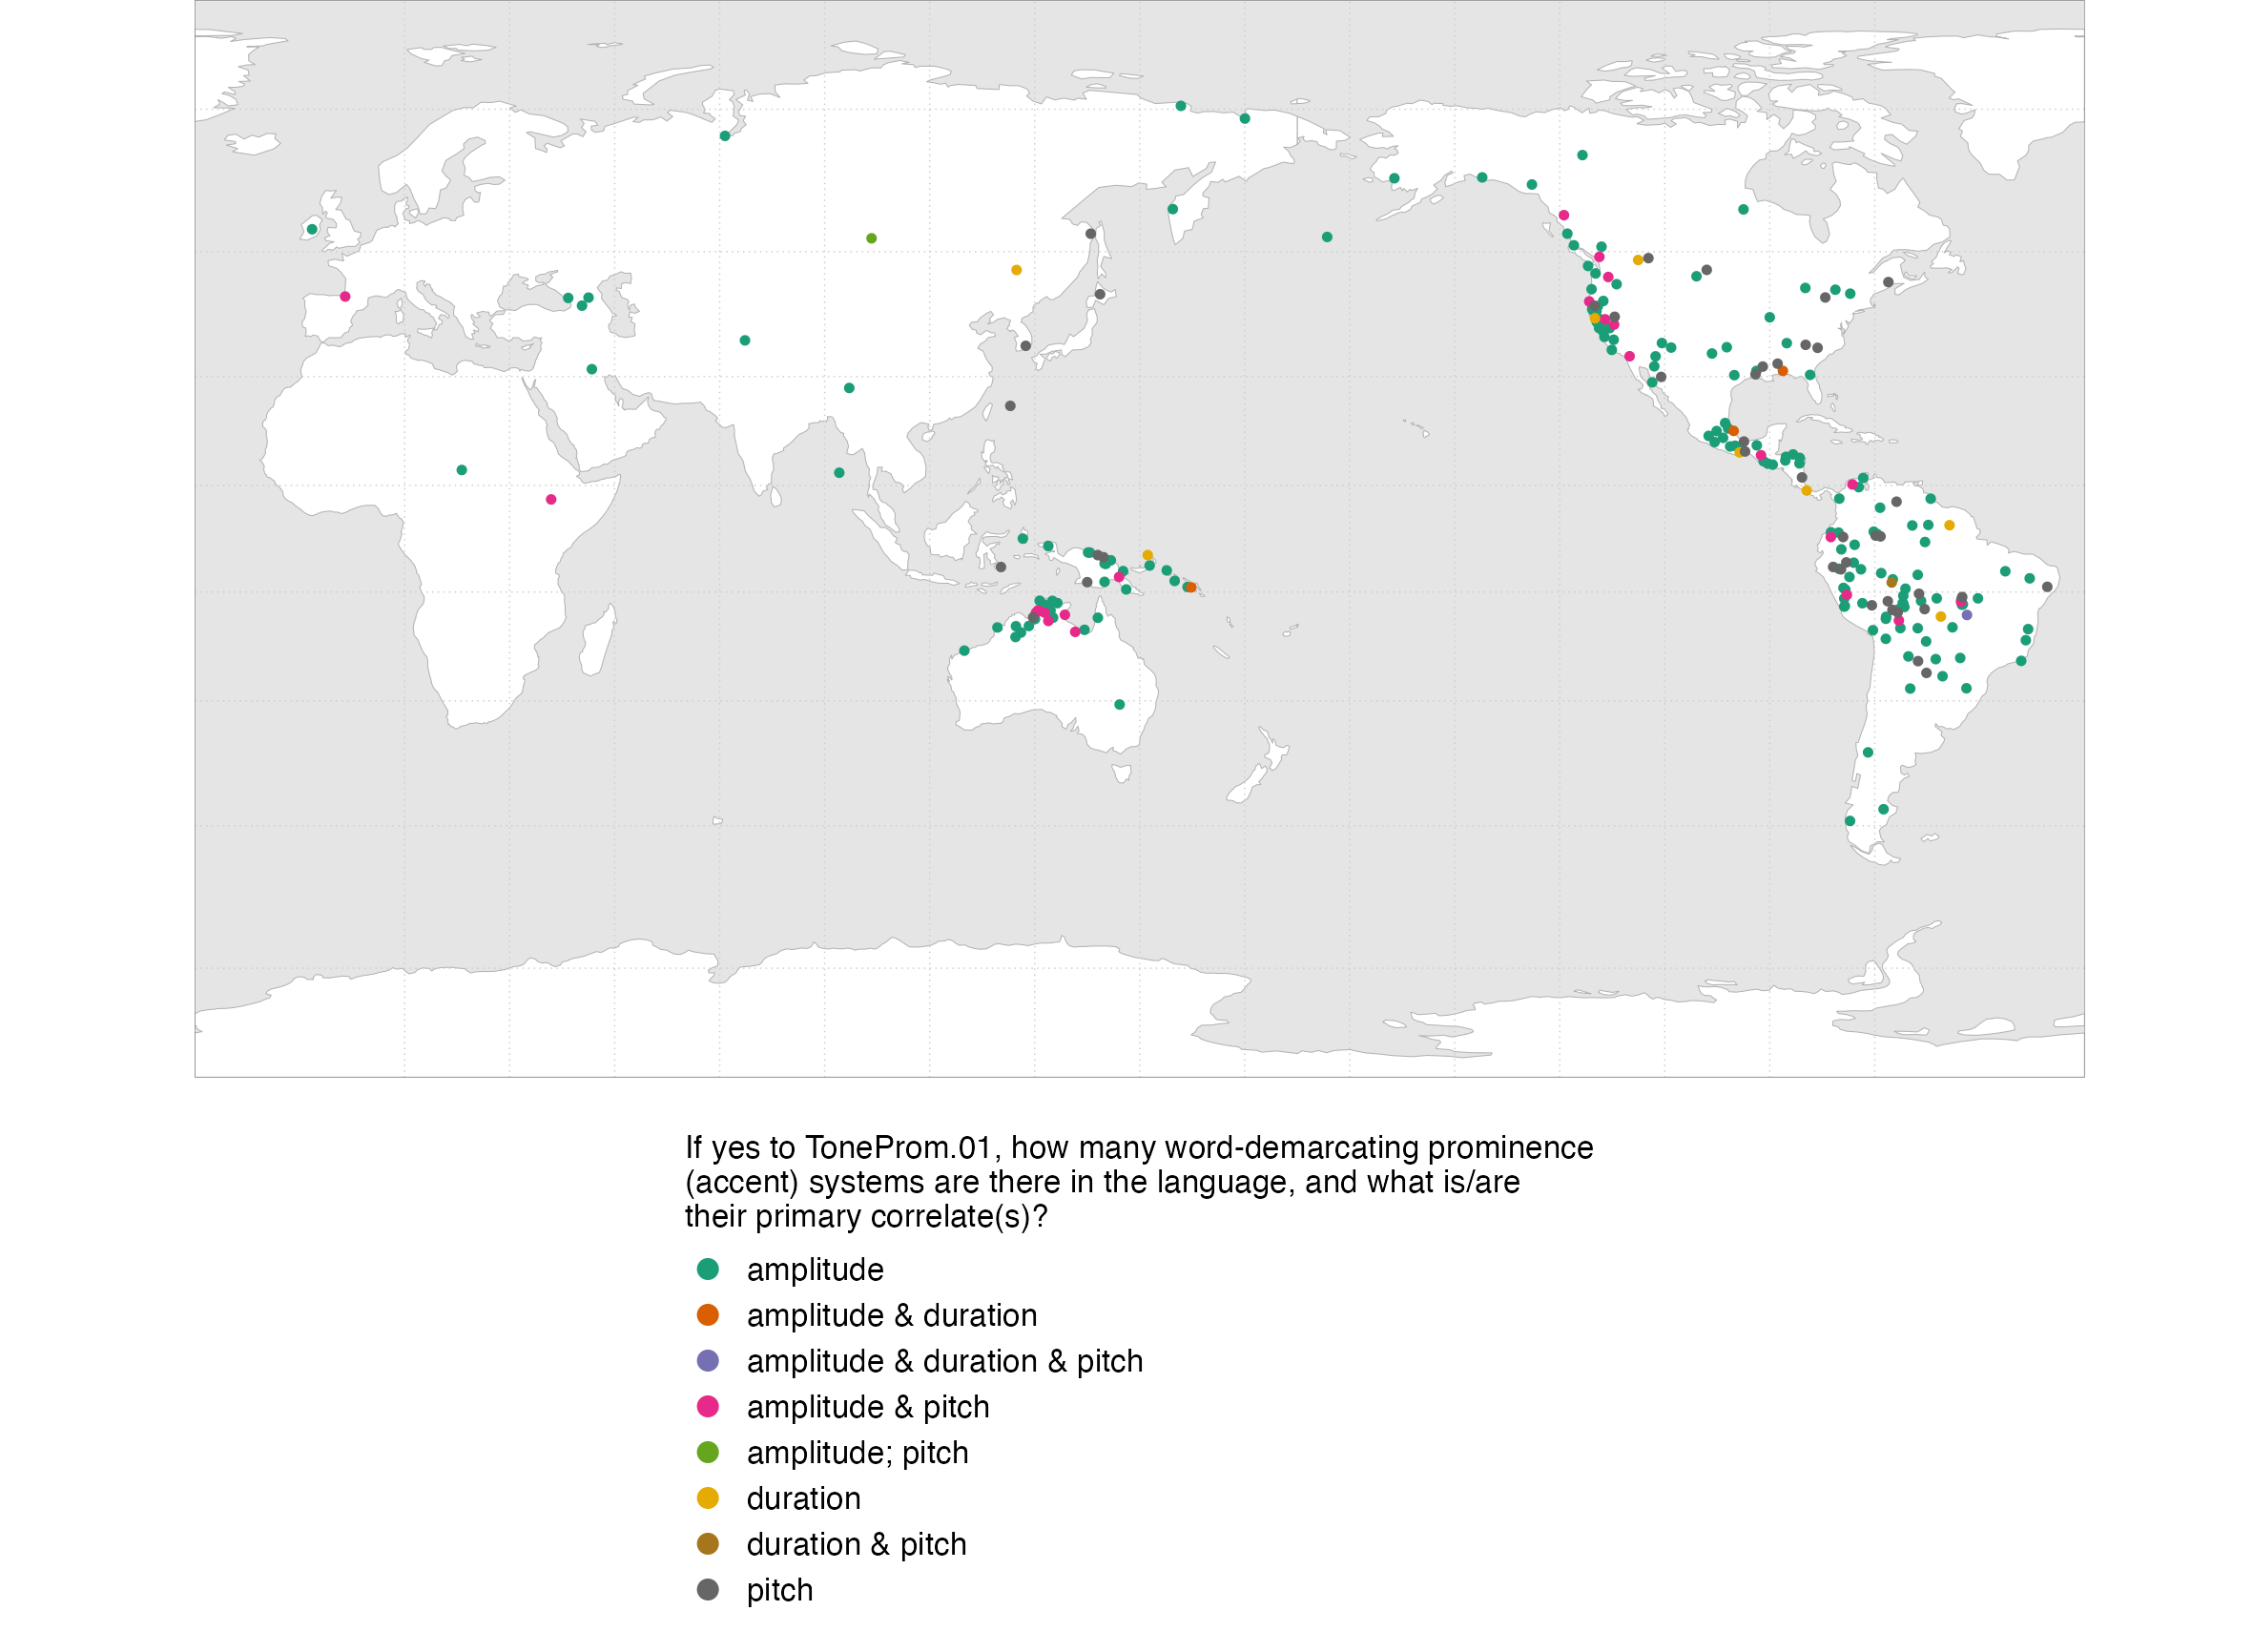 If yes to ToneProm.01, how many word-demarcating prominence
(accent) systems are there in the language, and what is/are
their primary correlate(s)?
amplitude
amplitude & duration
amplitude & duration & pitch
amplitude & pitch
amplitude; pitch
duration
duration & pitch
pitch